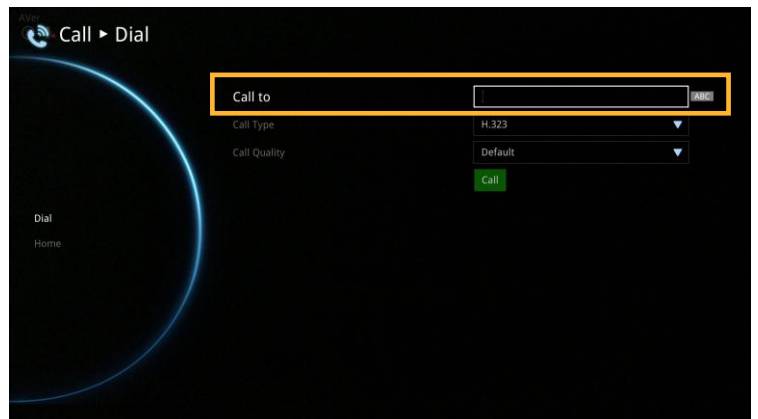 AVer
Call ► Dial
Call to
ABC
Call Type
H.323
Call Quality
Default
Call
Dial
Home